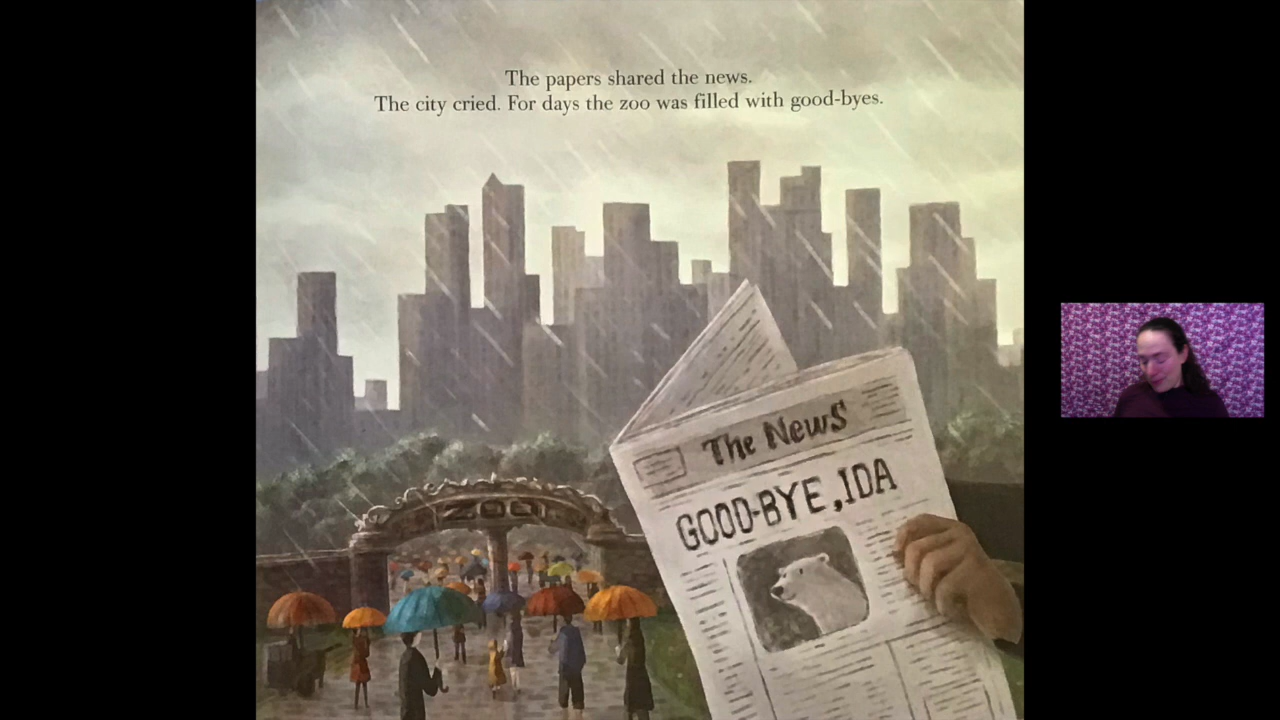 The papers shared the news.
The city cried. For days the zoo was filled with good-byes.
The News
GOOD-BYE, IDA
ZOO